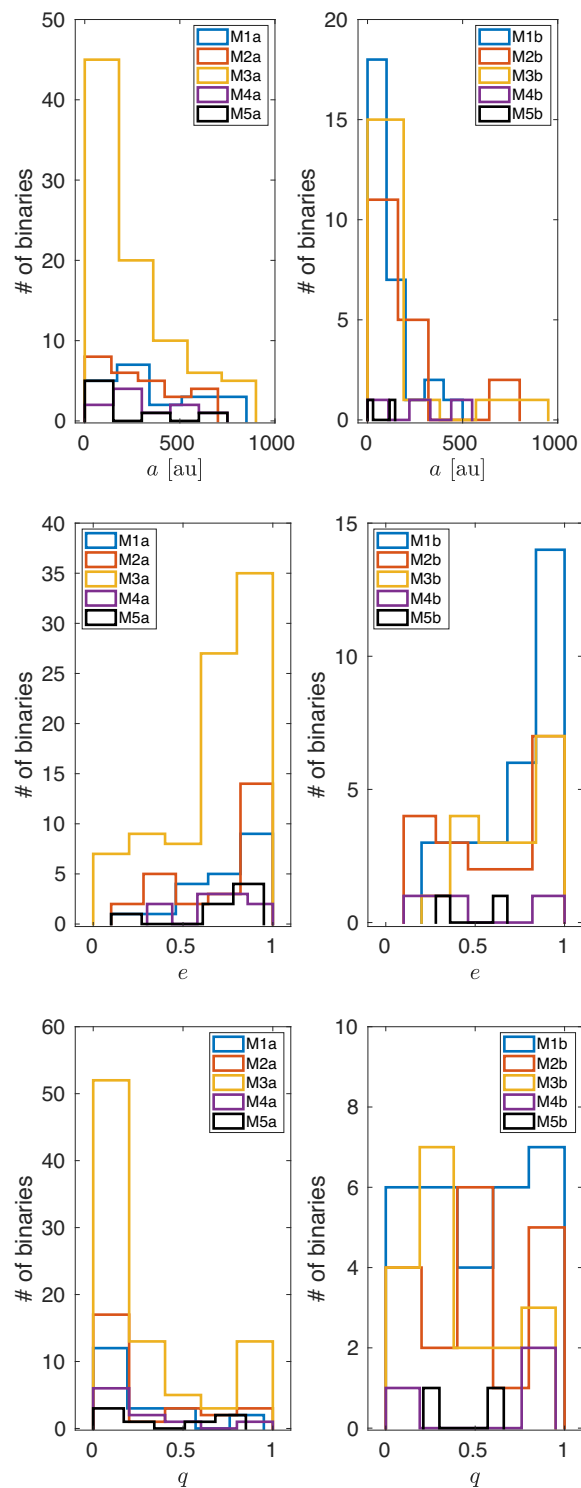 50
40
30
20
10
0
# of binaries
0
500
1000
a [au]
M1a
M2a
M3a
M4a
M5a
20
15
10
5
0
# of binaries
0
500
1000
a [au]
M1b
M2b
M3b
M4b
M5b
40
35
30
25
20
15
10
5
0
# of binaries
0
0.5
1
e
M1a
M2a
M3a
M4a
M5a
15
10
5
0
# of binaries
0
0.5
1
e
M1b
M2b
M3b
M4b
M5b
60
50
40
30
20
10
0
# of binaries
0
0.5
1
q
M1a
M2a
M3a
M4a
M5a
10
8
6
4
2
0
# of binaries
0
0.5
1
q
M1b
M2b
M3b
M4b
M5b